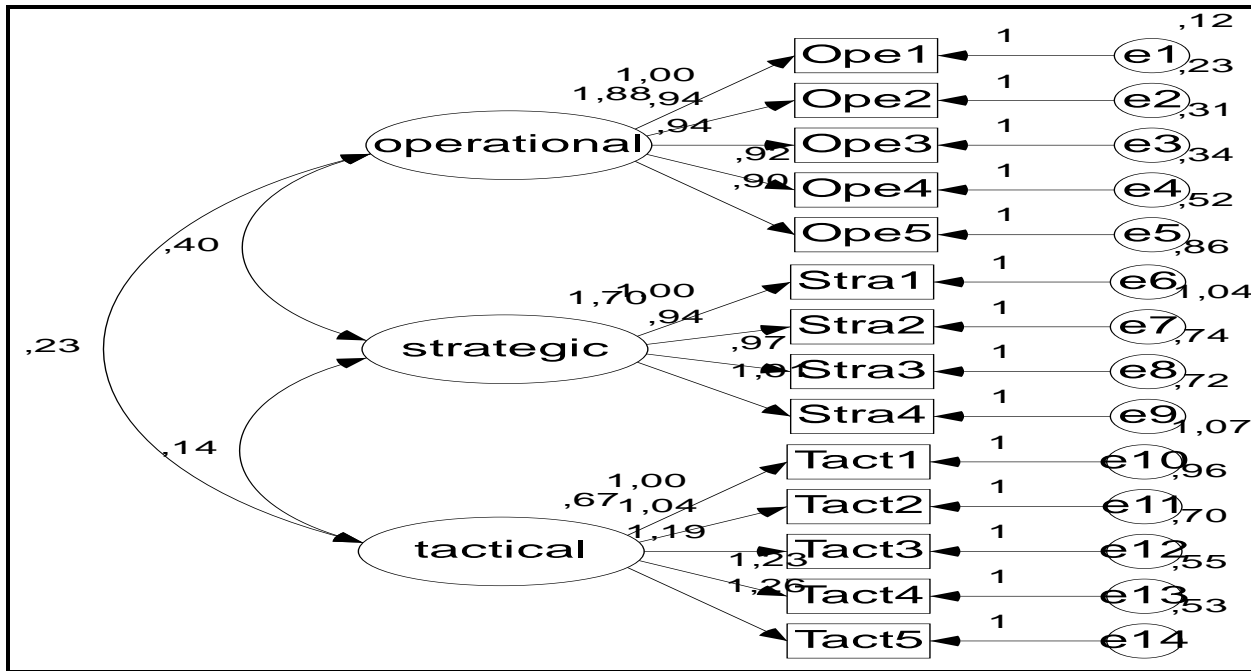 ,12
1
Ope1
e1
,23
1,00
1,88
,94
1
Ope2
e2
,31
,94
1
operational
Ope3
e3
,34
,92
1
,90
Ope4
e4
,52
1
Ope5
e5
,86
,40
1
Stra1
e6
1,04
1,70
1,00
,94
1
Stra2
e7
,74
,23
strategic
,97
1
Stra3
e8
,72
1
Stra4
e9
1,07
,14
1
Tact1
e10
,96
1,00
,67
1,04
1
Tact2
e11
,70
1,19
1
tactical
Tact3
e12
,55
1,23
1,26
1
Tact4
e13
,53
1
Tact5
e14